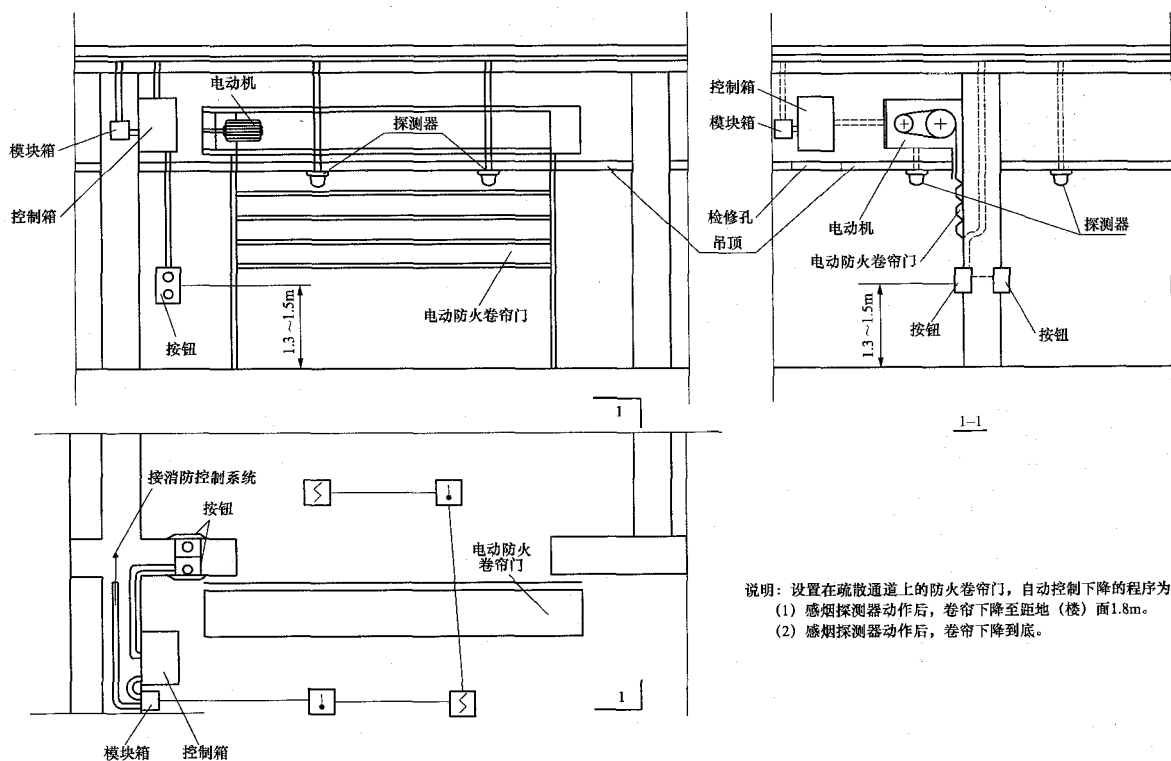 电动机
探测器
模块箱
控制箱
1.3～1.5m
按钮
电动防火卷帘门
吊顶
控制箱
模块箱
检修孔
电动机
探测器
电动防火卷帘门
1.3～1.5m
按钮
按钮
1
1-1
接消防控制系统
按钮
电动防火
卷帘门
1
模块箱
控制箱
说明：设置在疏散通道上的防火卷帘门，自动控制下降的程序为
(1) 感烟探测器动作后，卷帘下降至距地（楼）面1.8m。
(2) 感烟探测器动作后，卷帘下降到底。